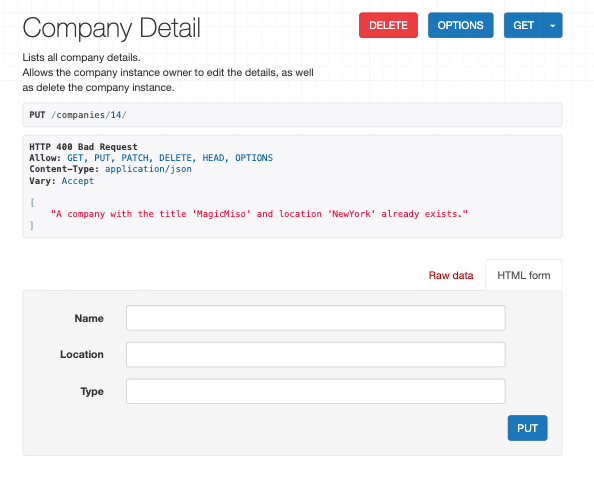 Company Detail
DELETE
OPTIONS
GET
Lists all company details.
Allows the company instance owner to edit the details, as well
as delete the company instance.
PUT /companies/14/
HTTP 400 Bad Request
Allow: GET, PUT, PATCH, DELETE, HEAD, OPTIONS
Content-Type: application/json
Vary: Accept
[
"A company with the title 'MagicMiso' and location 'NewYork' already exists."
]
Raw data
HTML form
Name
Location
Type
PUT